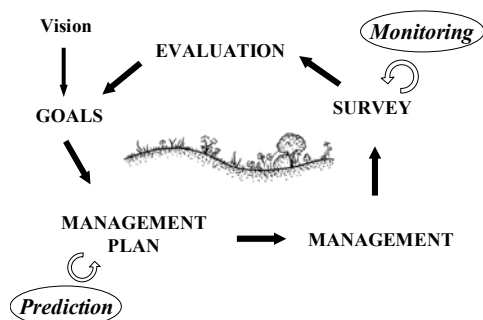 Vision
Monitoring
EVALUATION
GOALS
SURVEY
MANAGEMENT
PLAN
MANAGEMENT
Prediction